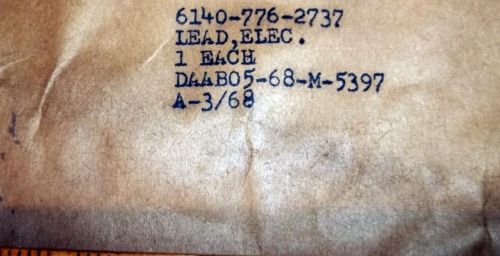 6140-776-2737
LEAD,ELEC.
1 EACH
DAAB05-68-M-5397
A-3/68